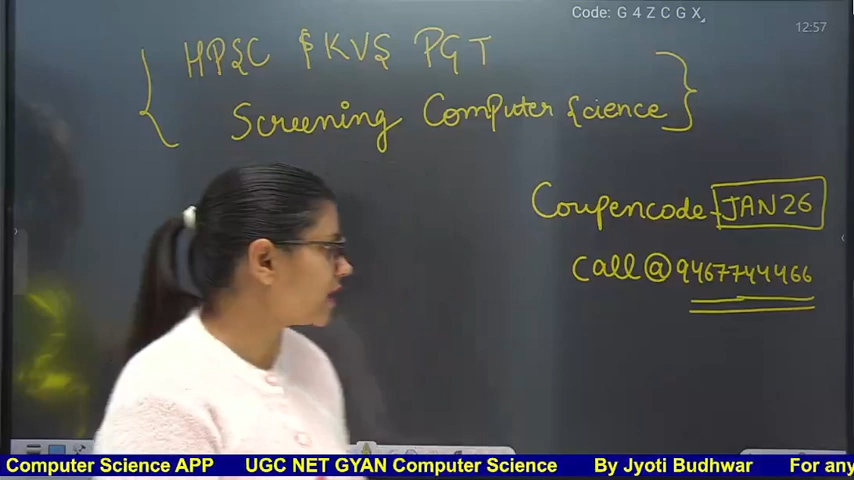 Code: G 4 Z C G X
12:57
HPSC & KVS PGT
Screening Computer Science
Coupencode - JAN26
Call@9467744466
Computer Science APP UGC NET GYAN Computer Science By Jyoti Budhwar For any